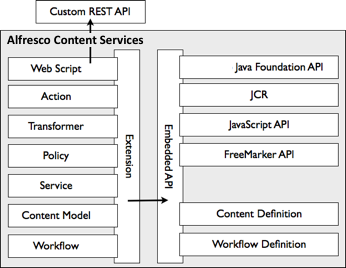 Custom REST API
Alfresco Content Services
Web Script
Action
Transformer
Policy
Service
Content Model
Workflow
Extension
Embedded API
Java Foundation API
JCR
JavaScript API
FreeMarker API
Content Definition
Workflow Definition